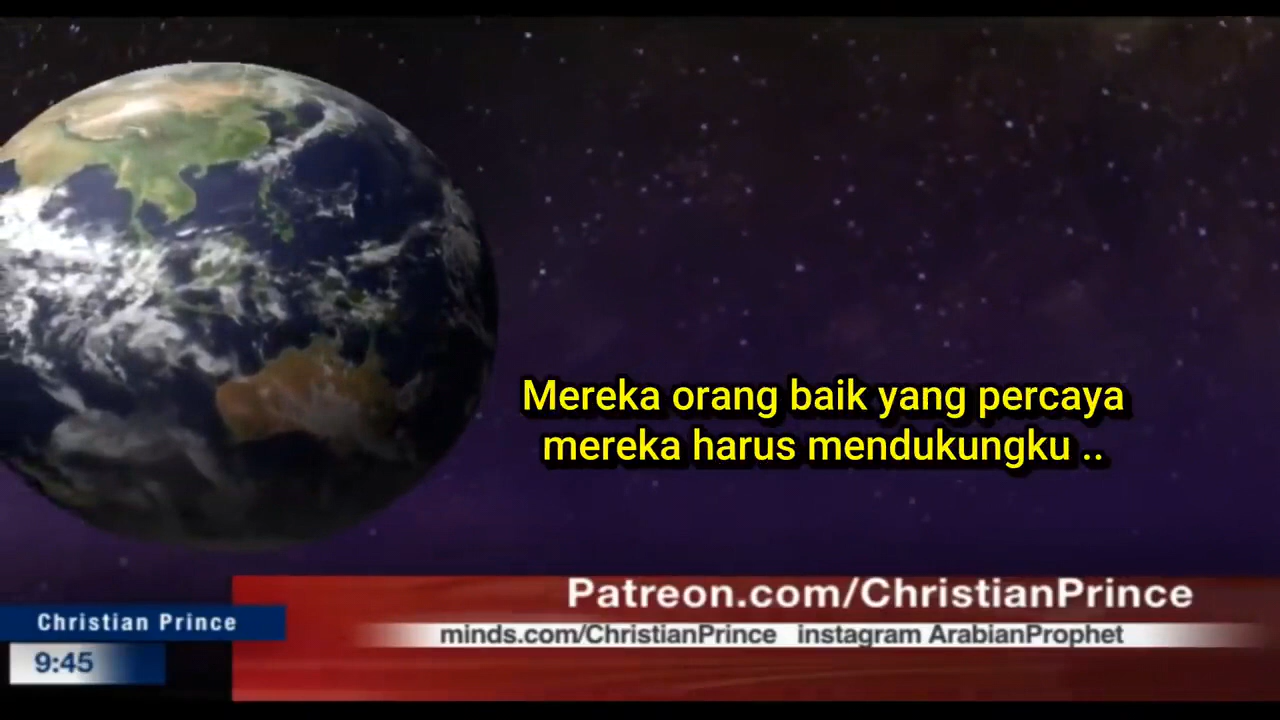 Mereka orang baik yang percaya
mereka harus mendukungku ..
Patreon.com/ChristianPrince
Christian Prince
minds.com/ChristianPrince instagram ArabianProphet
9:45